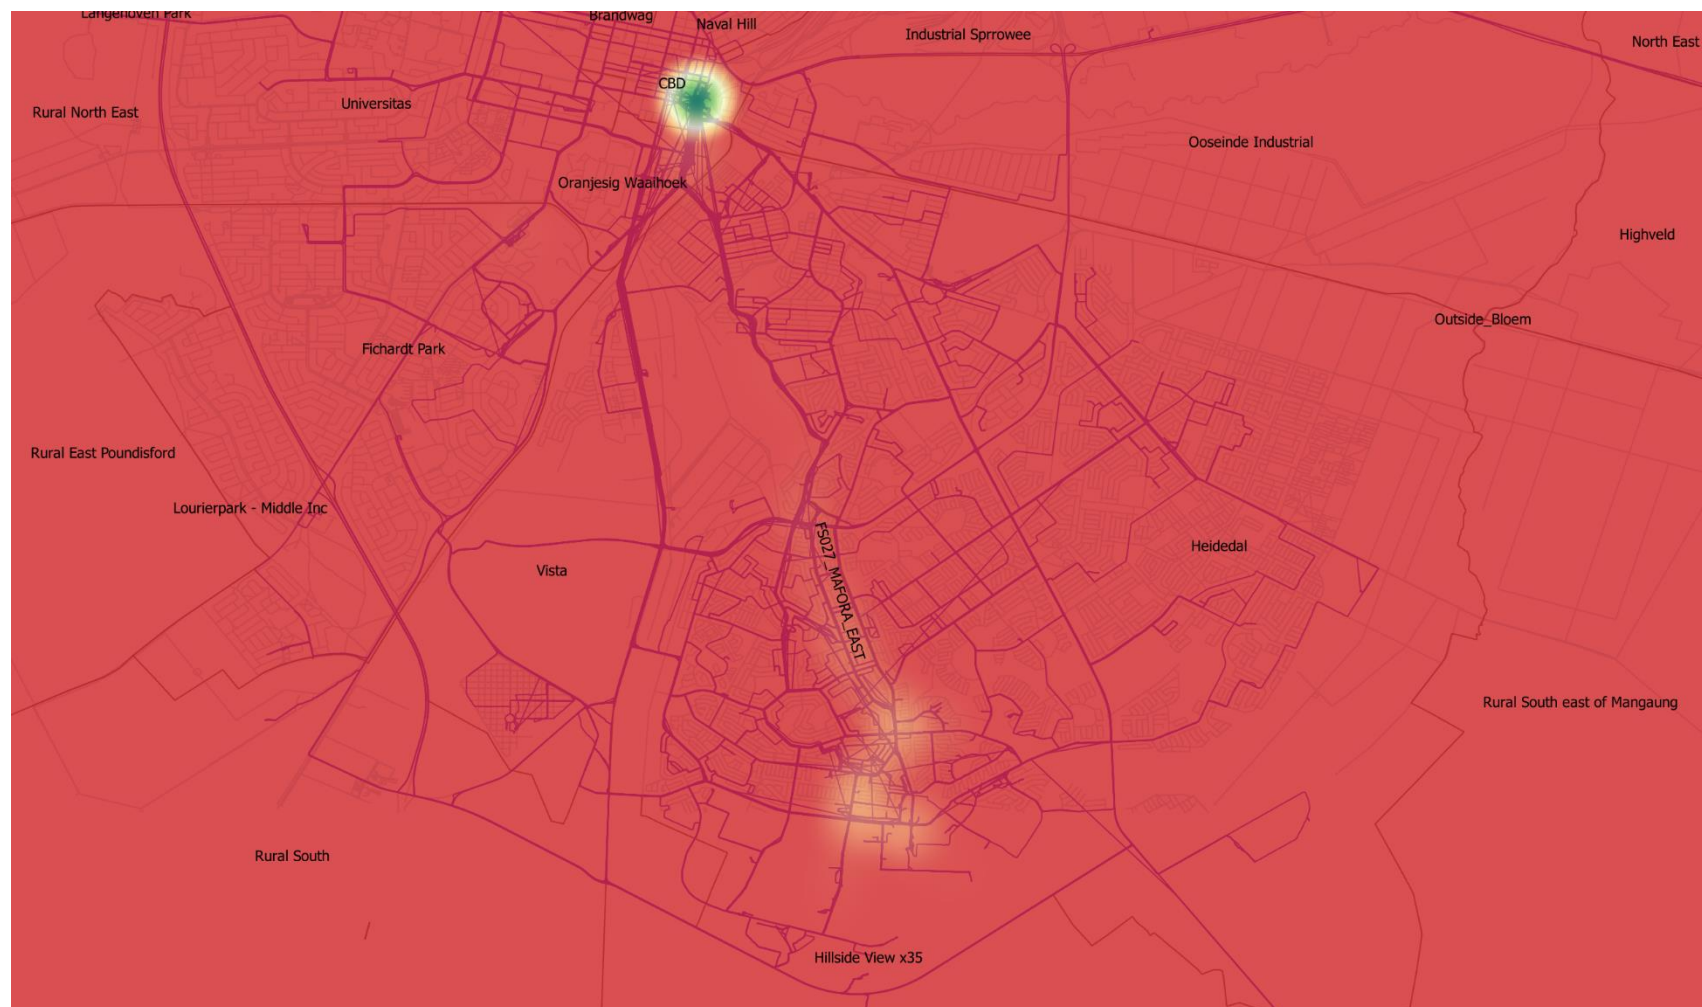 Langenhoven Park
Brandwag
Naval Hill
Industrial Sprrowee
North East
CBD
Universitas
Rural North East
Ooseinde Industrial
Oranjesig Waaihoek
Highveld
Outside_Bloem
Fichardt Park
Rural East Poundisford
Lourierpark - Middle Inc
Heidedal
Vista
FS027_MAFORA_EAST
Rural South east of Mangaung
Rural South
Hillside View x35